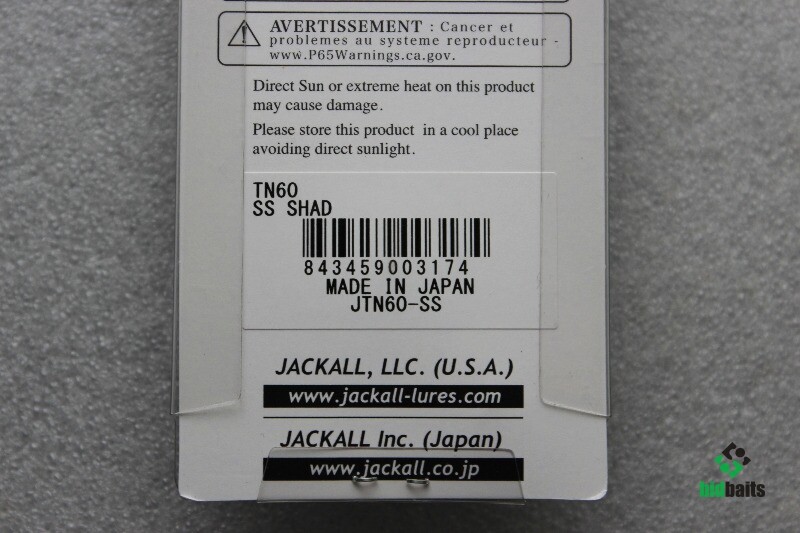 AVERTISSEMENT : Cancer et
problemes au systeme reproducteur -
www.P65Warnings.ca.gov.
Direct Sun or extreme heat on this product
may cause damage.
Please store this product in a cool place
avoiding direct sunlight.
TN60
SS SHAD
843459003174
MADE IN JAPAN
JTN60-SS
JACKALL, LLC. (U.S.A.)
www.jackall-lures.com
JACKALL Inc. (Japan)
www.jackall.co.jp
bidbaits